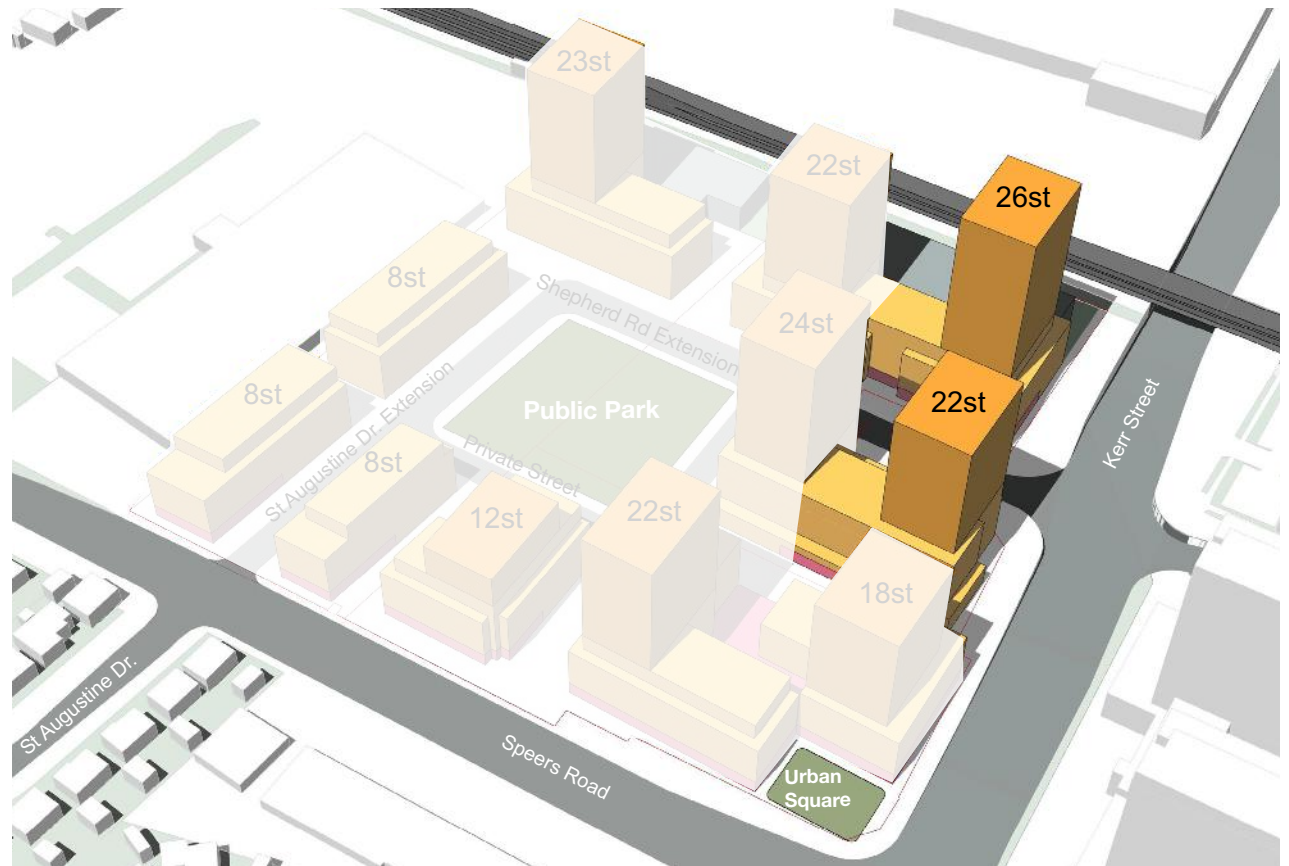 23st
22st
26st
8st
Shepherd Rd Extension
24st
8st
Public Park
22st
Kerr Street
8st
St Augustine Dr. Extension
Private Street
12st
22st
18st
St Augustine Dr.
Speers Road
Urban
Square